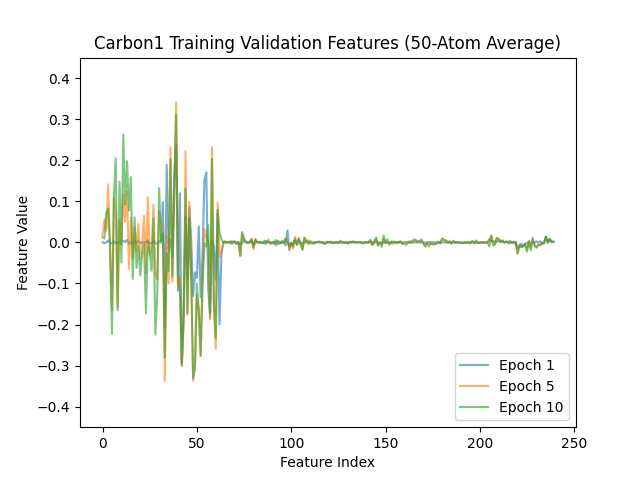 Carbon1 Training Validation Features (50-Atom Average)
Feature Value
0.4
0.3
0.2
0.1
0.0
−0.1
−0.2
−0.3
−0.4
Epoch 1
Epoch 5
Epoch 10
0 50 100 150 200 250
Feature Index